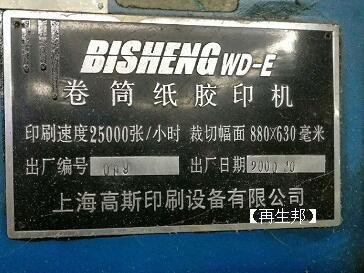 BISHENG WD-E
卷筒纸胶印机
印刷速度25000张/小时 裁切幅面 880×630毫米
出厂编号 出厂日期
上海高斯印刷设备有限公司
【再生邦】